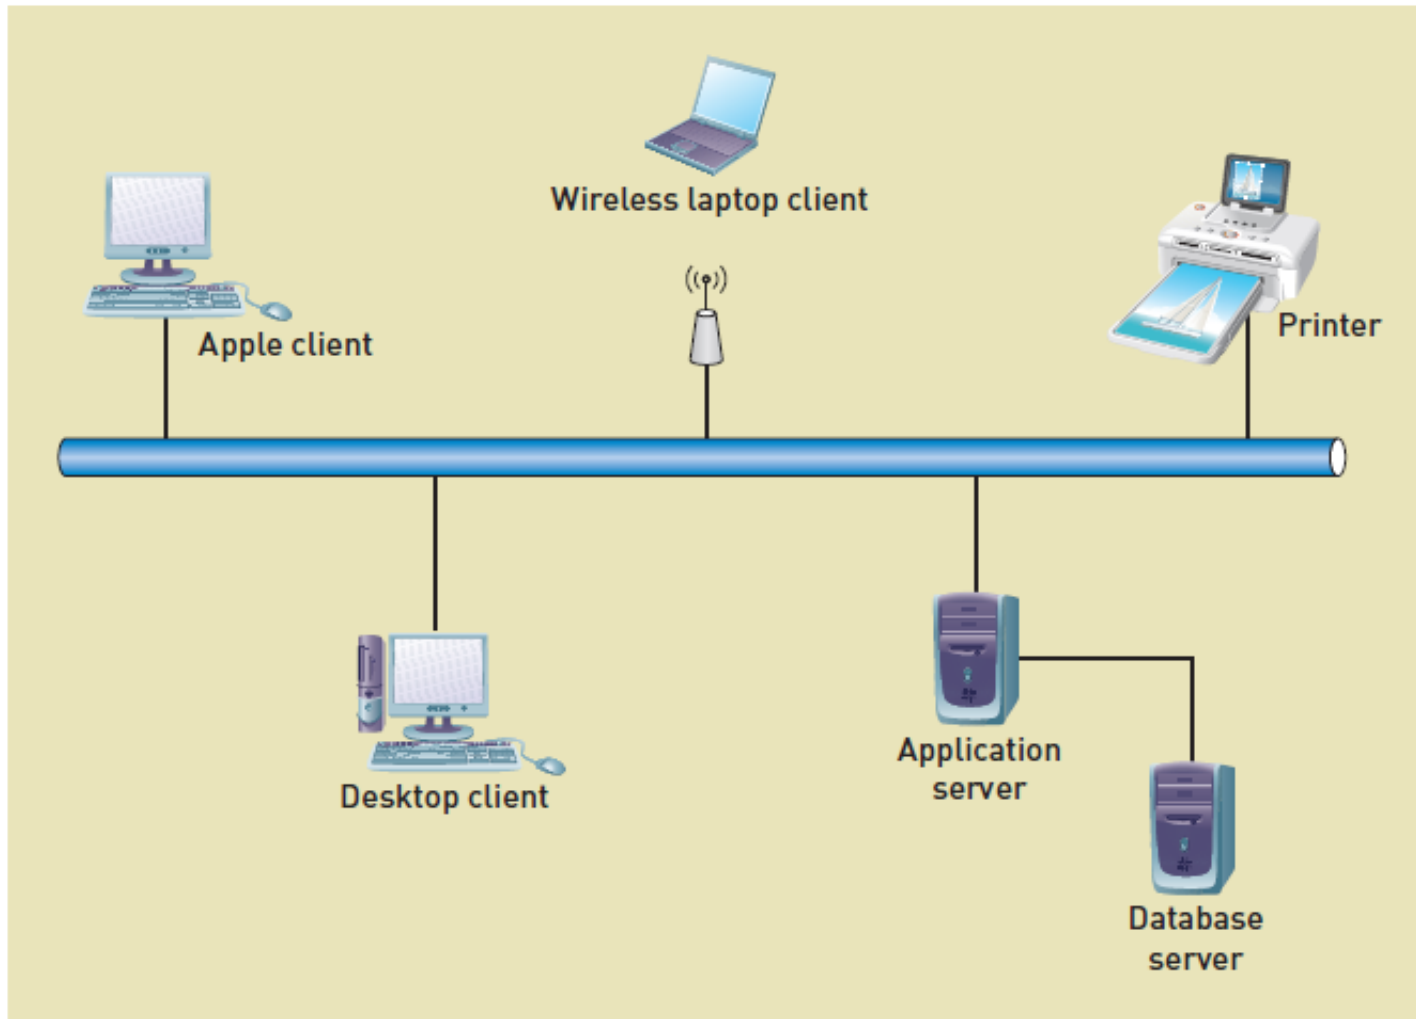 Wireless laptop client
Apple client
Printer
Desktop client
Application
server
Database
server